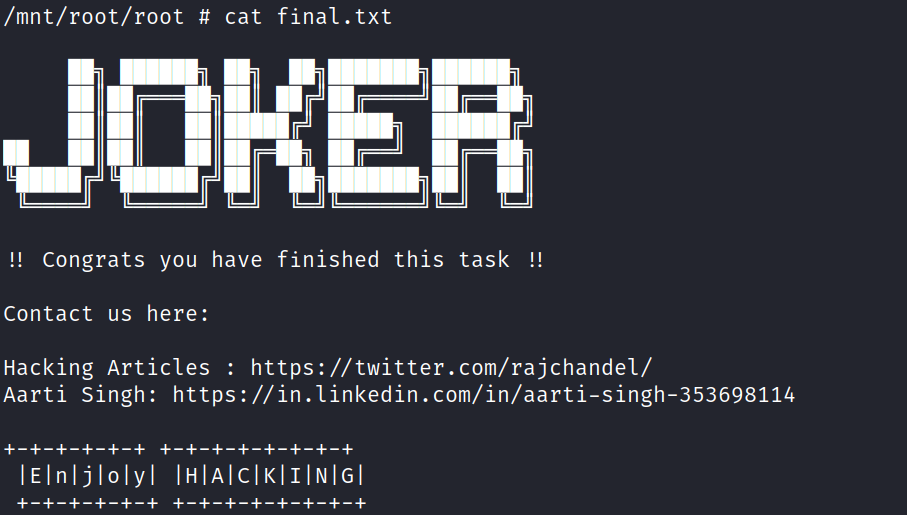 /mnt/root/root # cat final.txt
JOKER
!! Congrats you have finished this task !!
Contact us here:
Hacking Articles : https://twitter.com/rajchandel/
Aarti Singh: https://in.linkedin.com/in/aarti-singh-353698114
+-+-+-+-+-+ +-+-+-+-+-+-+-+
|E|n|j|o|y| |H|A|C|K|I|N|G|
+-+-+-+-+-+ +-+-+-+-+-+-+-+